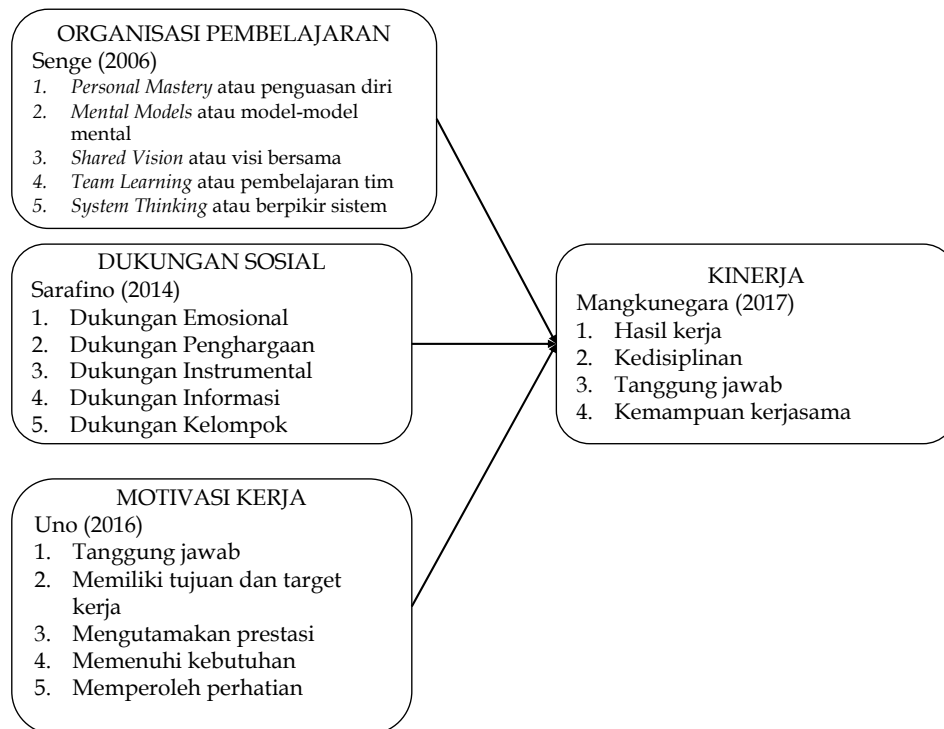 ORGANISASI PEMBELAJARAN
Senge (2006)
1. Personal Mastery atau penguasan diri
2. Mental Models atau model-model
mental
3. Shared Vision atau visi bersama
4. Team Learning atau pembelajaran tim
5. System Thinking atau berpikir sistem
DUKUNGAN SOSIAL
Sarafino (2014)
1. Dukungan Emosional
2. Dukungan Penghargaan
3. Dukungan Instrumental
4. Dukungan Informasi
5. Dukungan Kelompok
MOTIVASI KERJA
Uno (2016)
1. Tanggung jawab
2. Memiliki tujuan dan target
kerja
3. Mengutamakan prestasi
4. Memenuhi kebutuhan
5. Memperoleh perhatian
KINERJA
Mangkunegara (2017)
1. Hasil kerja
2. Kedisiplinan
3. Tanggung jawab
4. Kemampuan kerjasama